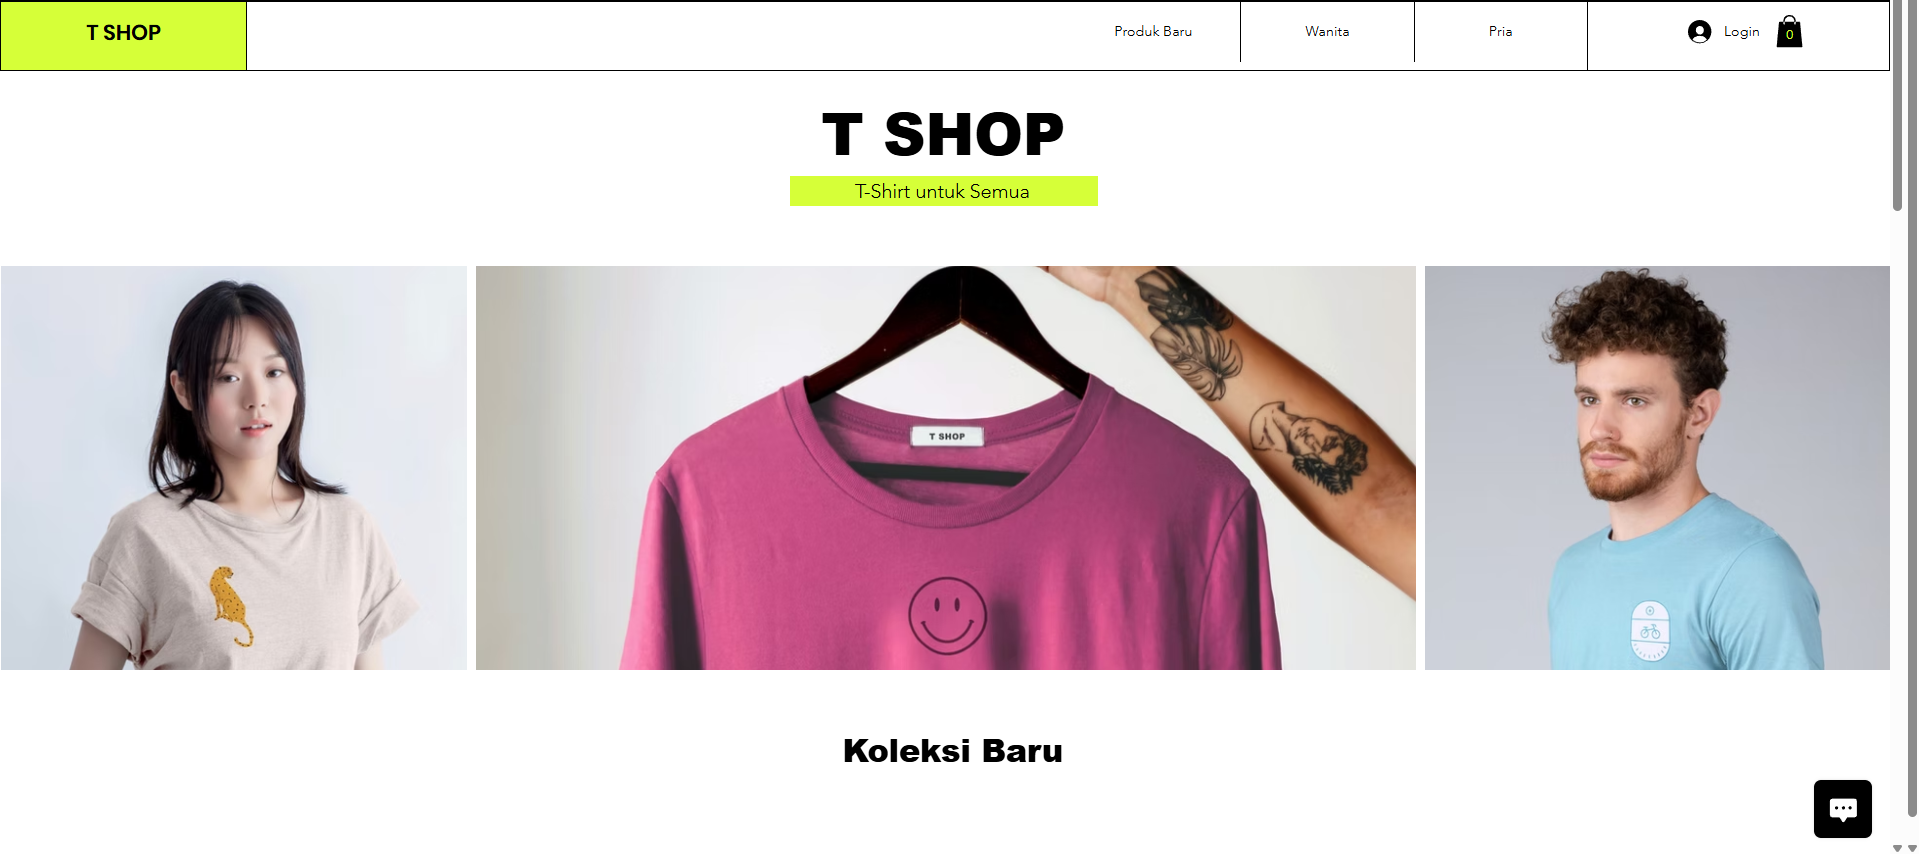 T SHOP
Produk Baru
Wanita
Pria
Login
0
T SHOP
T-Shirt untuk Semua
T SHOP
Koleksi Baru